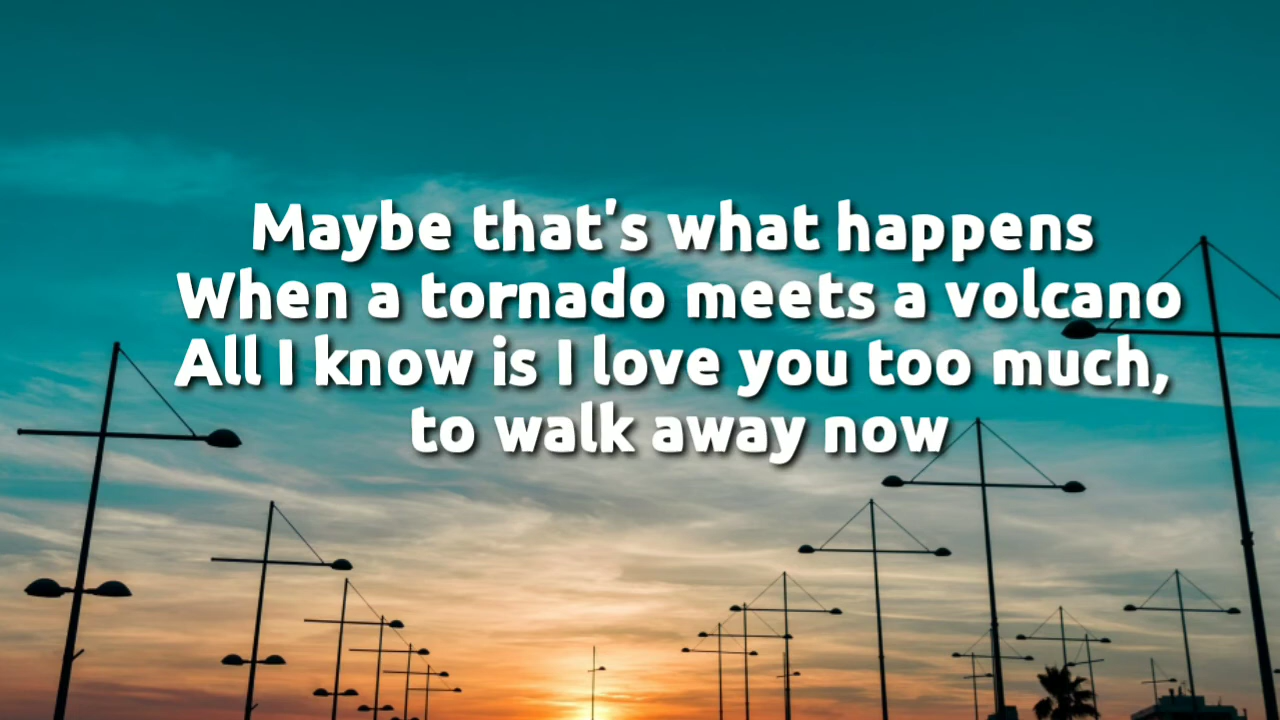 Maybe that's what happens
When a tornado meets a volcano
All I know is I love you too much,
to walk away now